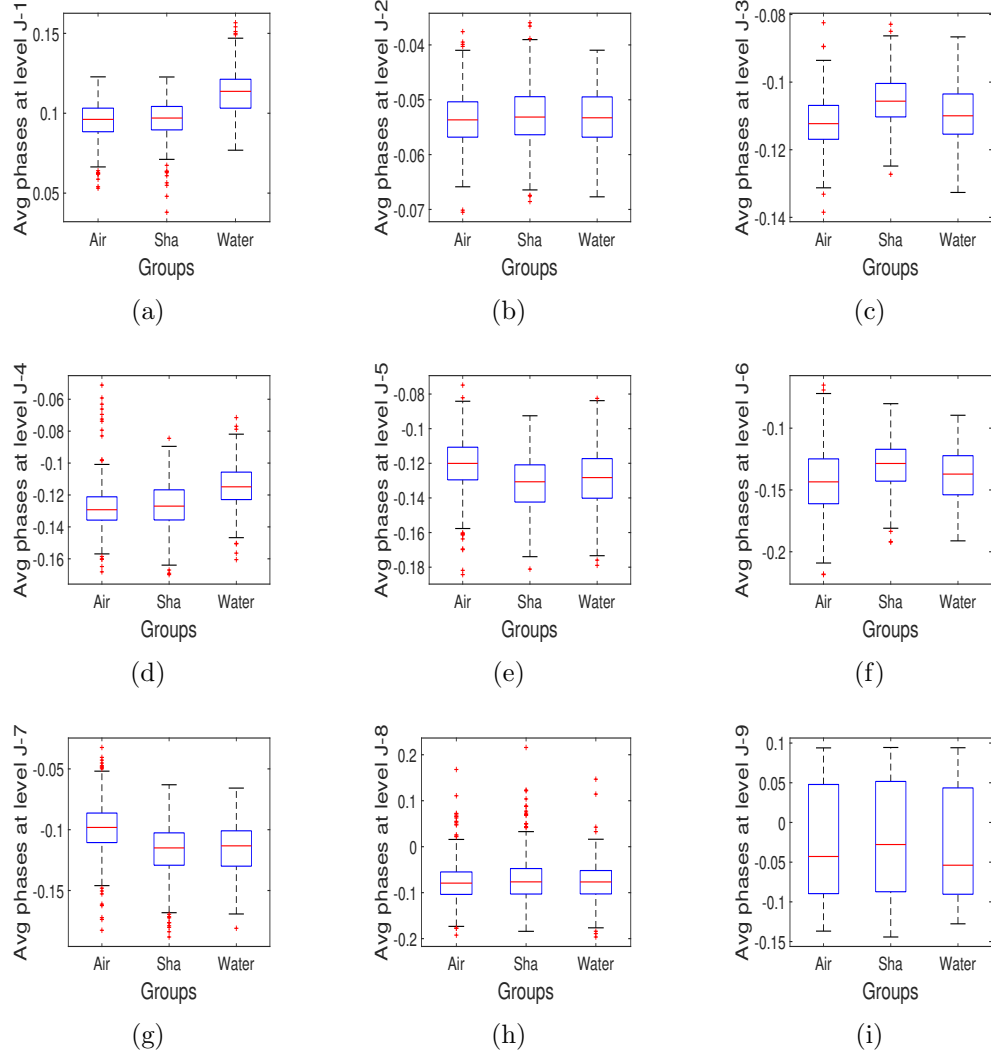 Avg phases at level J-1
0.15
0.1
0.05
Air Sha Water
Groups
(a)
Avg phases at level J-2
-0.04
-0.05
-0.06
-0.07
Air Sha Water
Groups
(b)
Avg phases at level J-3
-0.08
-0.1
-0.12
-0.14
Air Sha Water
Groups
(c)
Avg phases at level J-4
-0.06
-0.08
-0.1
-0.12
-0.14
-0.16
Air Sha Water
Groups
(d)
Avg phases at level J-5
-0.08
-0.1
-0.12
-0.14
-0.16
-0.18
Air Sha Water
Groups
(e)
Avg phases at level J-6
-0.1
-0.15
-0.2
Air Sha Water
Groups
(f)
Avg phases at level J-7
-0.05
-0.1
-0.15
Air Sha Water
Groups
(g)
Avg phases at level J-8
0.2
0.1
0
-0.1
-0.2
Air Sha Water
Groups
(h)
Avg phases at level J-9
0.1
0.05
0
-0.05
-0.1
-0.15
Air Sha Water
Groups
(i)